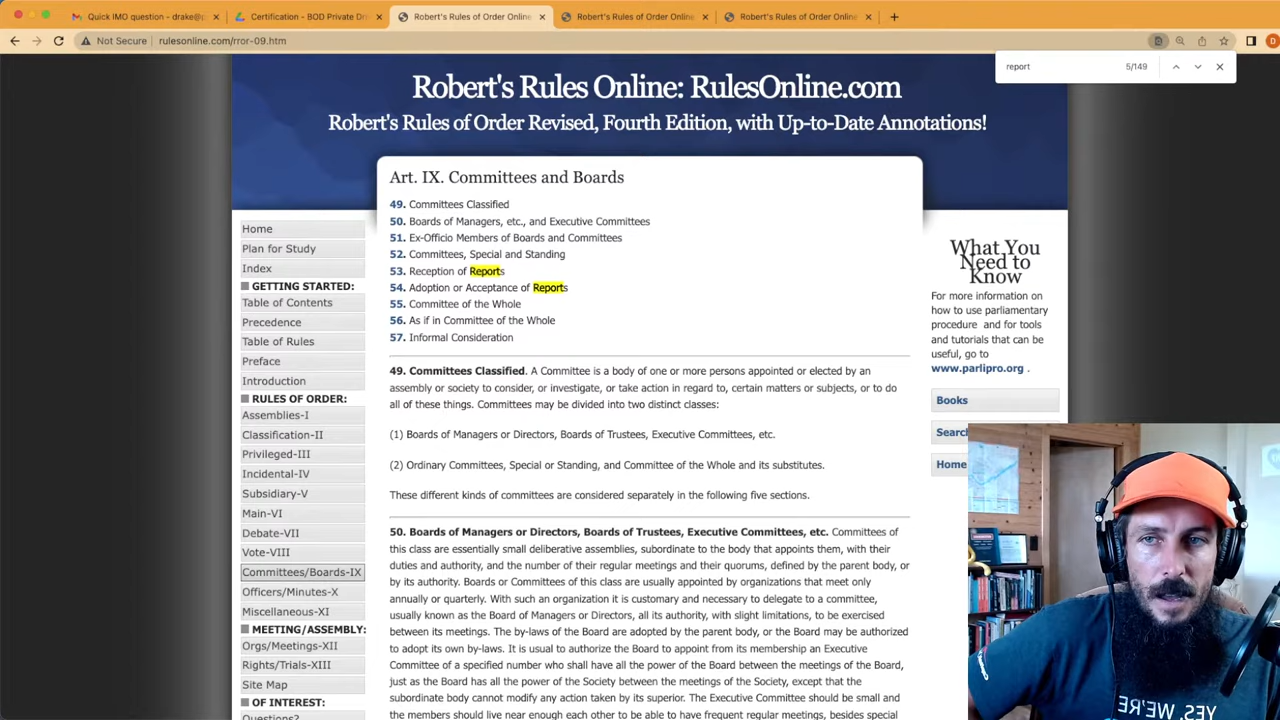 Quick IMO question - drake@p
Certification - BOD Private Dra
Robert's Rules of Order Online
Robert's Rules of Order Online
Robert's Rules of Order Online
Not Secure rulesonline.com/rror-09.htm
report 5/149
Robert's Rules Online: RulesOnline.com
Robert's Rules of Order Revised, Fourth Edition, with Up-to-Date Annotations!
Home
Plan for Study
Index
GETTING STARTED:
Table of Contents
Precedence
Table of Rules
Preface
Introduction
RULES OF ORDER:
Assemblies-I
Classification-II
Privileged-III
Incidental-IV
Subsidiary-V
Main-VI
Debate-VII
Vote-VIII
Committees/Boards-IX
Officers/Minutes-X
Miscellaneous-XI
MEETING/ASSEMBLY:
Orgs/Meetings-XII
Rights/Trials-XIII
Site Map
OF INTEREST:
Questions?
Art. IX. Committees and Boards
49. Committees Classified
50. Boards of Managers, etc., and Executive Committees
51. Ex-Officio Members of Boards and Committees
52. Committees, Special and Standing
53. Reception of Reports
54. Adoption or Acceptance of Reports
55. Committee of the Whole
56. As if in Committee of the Whole
57. Informal Consideration
49. Committees Classified. A Committee is a body of one or more persons appointed or elected by an
assembly or society to consider, or investigate, or take action in regard to, certain matters or subjects, or to do
all of these things. Committees may be divided into two distinct classes:
(1) Boards of Managers or Directors, Boards of Trustees, Executive Committees, etc.
(2) Ordinary Committees, Special or Standing, and Committee of the Whole and its substitutes.
These different kinds of committees are considered separately in the following five sections.
50. Boards of Managers or Directors, Boards of Trustees, Executive Committees, etc. Committees of
this class are essentially small deliberative assemblies, subordinate to the body that appoints them, with their
duties and authority, and the number of their regular meetings and their quorums, defined by the parent body, or
by its authority. Boards or Committees of this class are usually appointed by organizations that meet only
annually or quarterly. With such an organization it is customary and necessary to delegate to a committee,
usually known as the Board of Managers or Directors, all its authority, with slight limitations, to be exercised
between its meetings. The by-laws of the Board are adopted by the parent body, or the Board may be authorized
to adopt its own by-laws. It is usual to authorize the Board to appoint from its membership an Executive
Committee of a specified number who shall have all the power of the Board between the meetings of the Board,
just as the Board has all the power of the Society between the meetings of the Society, except that the
subordinate body cannot modify any action taken by its superior. The Executive Committee should be small and
the members should live near enough each other to be able to have frequent regular meetings, besides special
What You
Need to
Know
For more information on
how to use parliamentary
procedure and for tools
and tutorials that can be
useful, go to
www.parlipro.org .
Books
Search
Home
YES, WE'RE